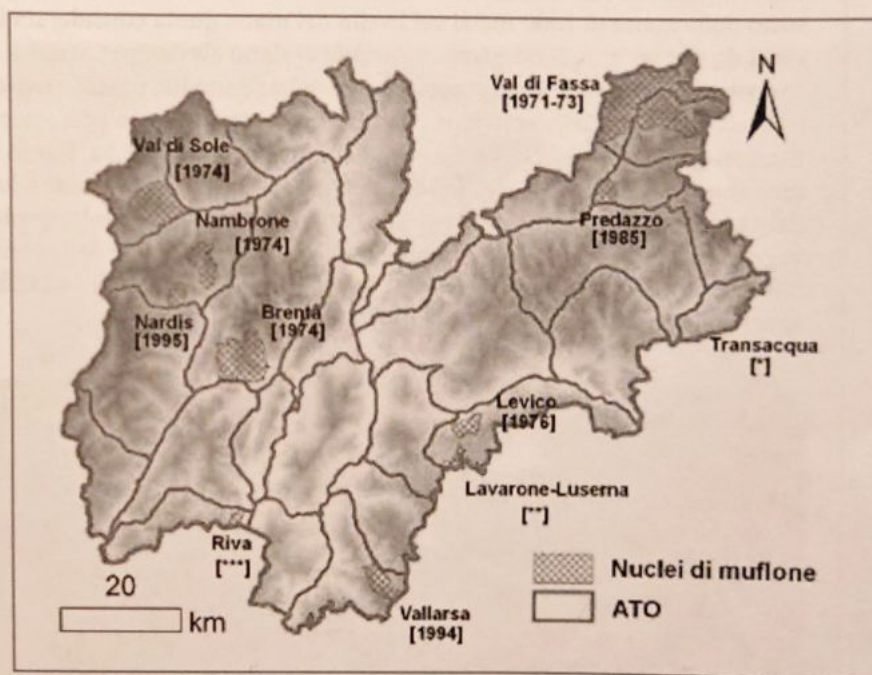 Val di Fassa
[1971-73]
N
Val di Sole
[1974]
Nambrone
[1974]
Predazzo
[1985]
Nardis
[1995]
Brenta
[1974]
Transacqua
[*]
Levico
[1976]
Lavarone-Luserna
[**]
Riva
[***]
Nuclei di muflone
20
km
ATO
Vallarsa
[1994]